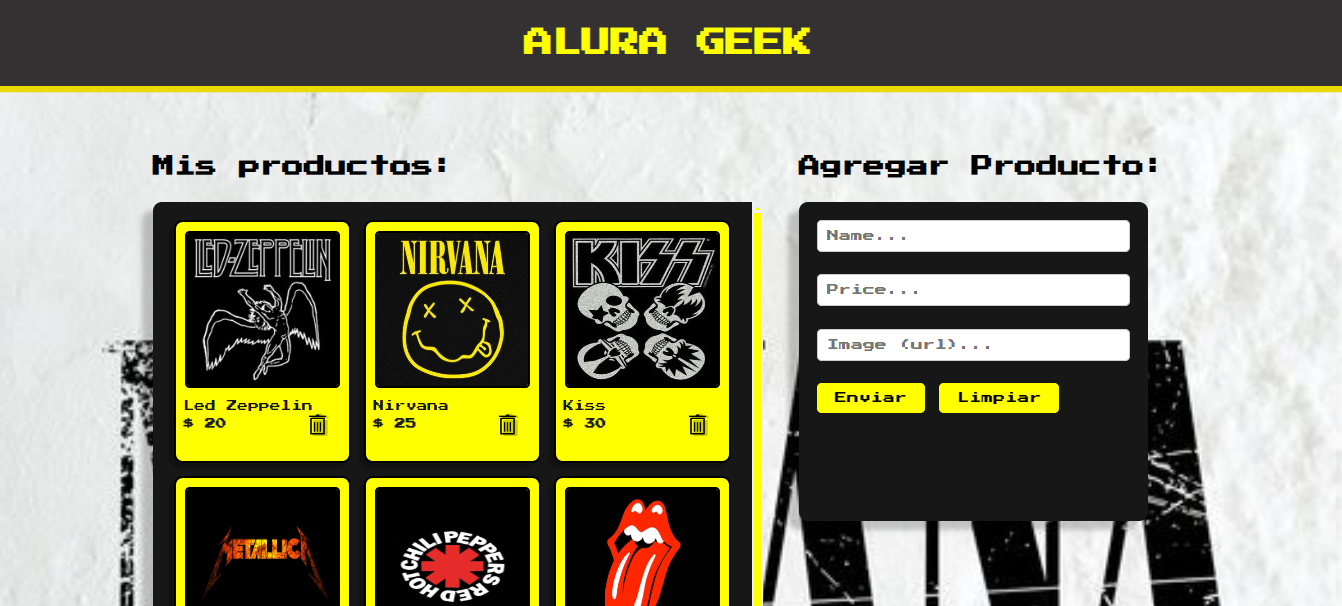 ALURA GEEK
Mis productos:
Agregar Producto:
LED-ZEPPELIN
NIRVANA
KISS
Led Zeppelin
$ 20
Nirvana
$ 25
Kiss
$ 30
METALLICA
RED HOT CHILI PEPPERS
Name...
Price...
Image (url)...
Enviar
Limpiar